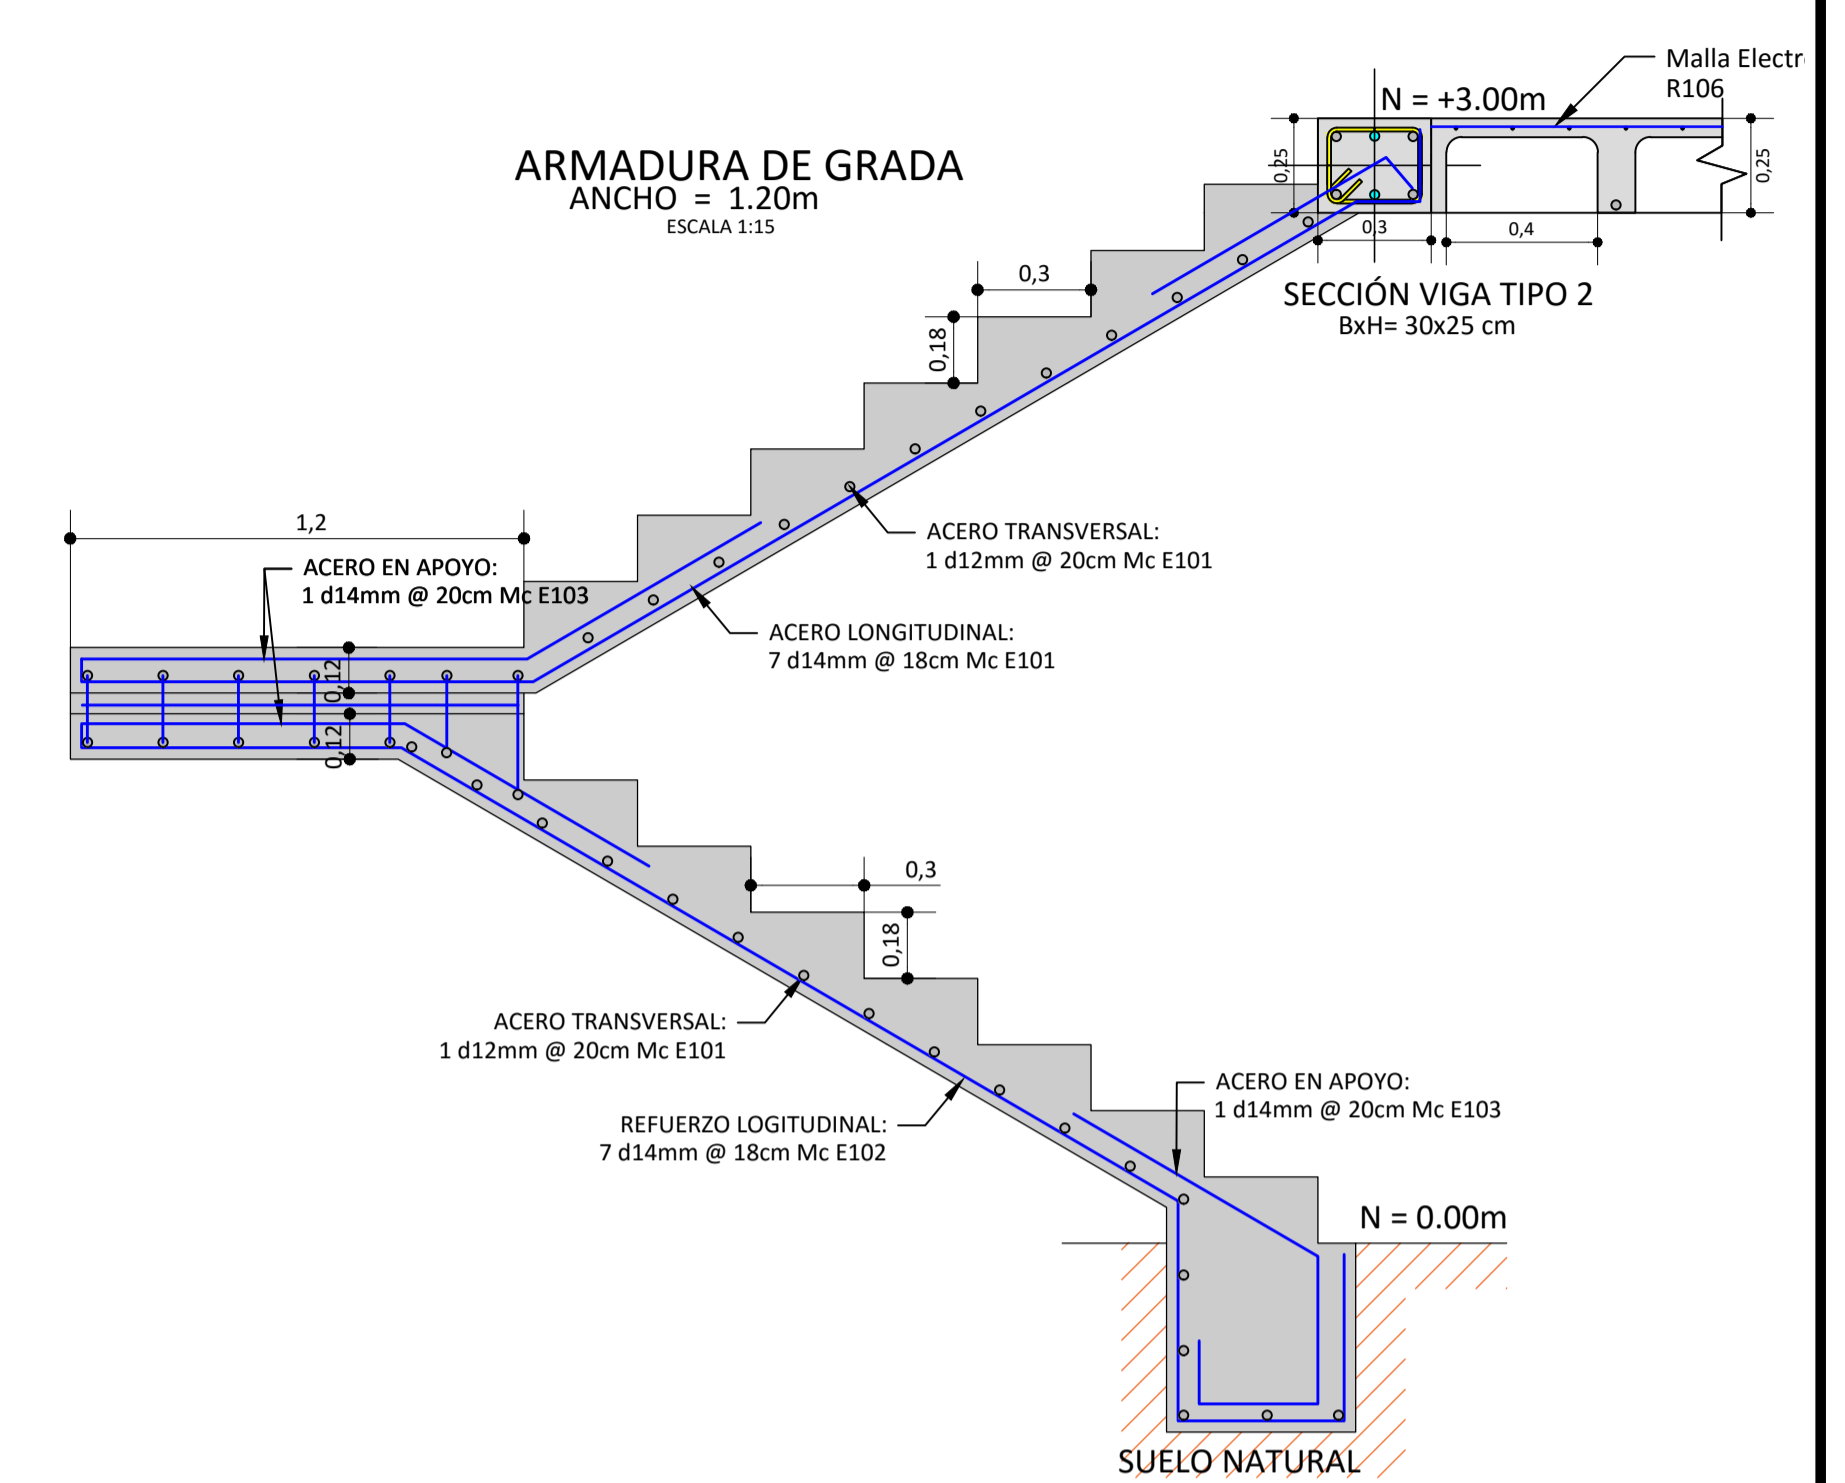 Malla Electr
R106
N = +3.00m
ARMADURA DE GRADA
ANCHO = 1.20m
ESCALA 1:15
0,25
0,25
0,3
0,4
SECCIÓN VIGA TIPO 2
BxH= 30x25 cm
0,3
0,18
1,2
ACERO TRANSVERSAL:
1 d12mm @ 20cm Mc E101
ACERO EN APOYO:
1 d14mm @ 20cm Mc E103
ACERO LONGITUDINAL:
7 d14mm @ 18cm Mc E101
0,12
0,12
0,3
0,18
ACERO TRANSVERSAL:
1 d12mm @ 20cm Mc E101
ACERO EN APOYO:
1 d14mm @ 20cm Mc E103
REFUERZO LOGITUDINAL:
7 d14mm @ 18cm Mc E102
N = 0.00m
SUELO NATURAL